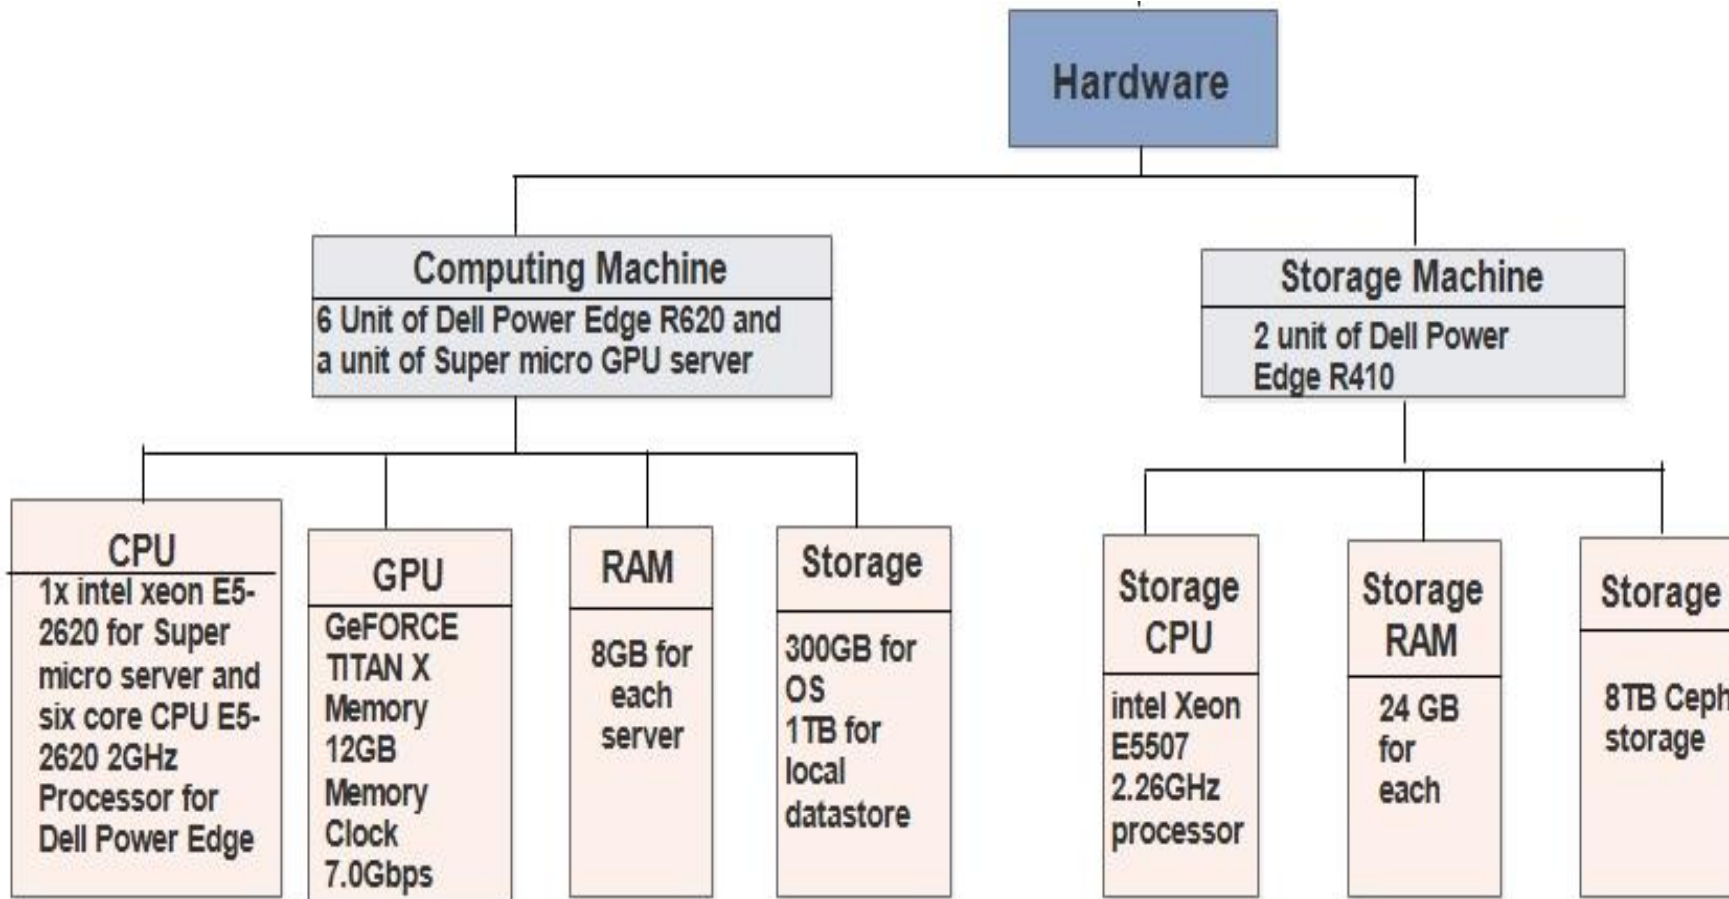 Hardware
Computing Machine
6 Unit of Dell Power Edge R620 and
a unit of Super micro GPU server
Storage Machine
2 unit of Dell Power
Edge R410
CPU
1x intel xeon E5-
2620 for Super
micro server and
six core CPU E5-
2620 2GHz
Processor for
Dell Power Edge
GPU
GeFORCE
TITAN X
Memory
12GB
Memory
Clock
7.0Gbps
RAM
8GB for
each
server
Storage
300GB for
OS
1TB for
local
datastore
Storage
CPU
intel Xeon
E5507
2.26GHz
processor
Storage
RAM
24 GB
for
each
Storage
8TB Ceph
storage